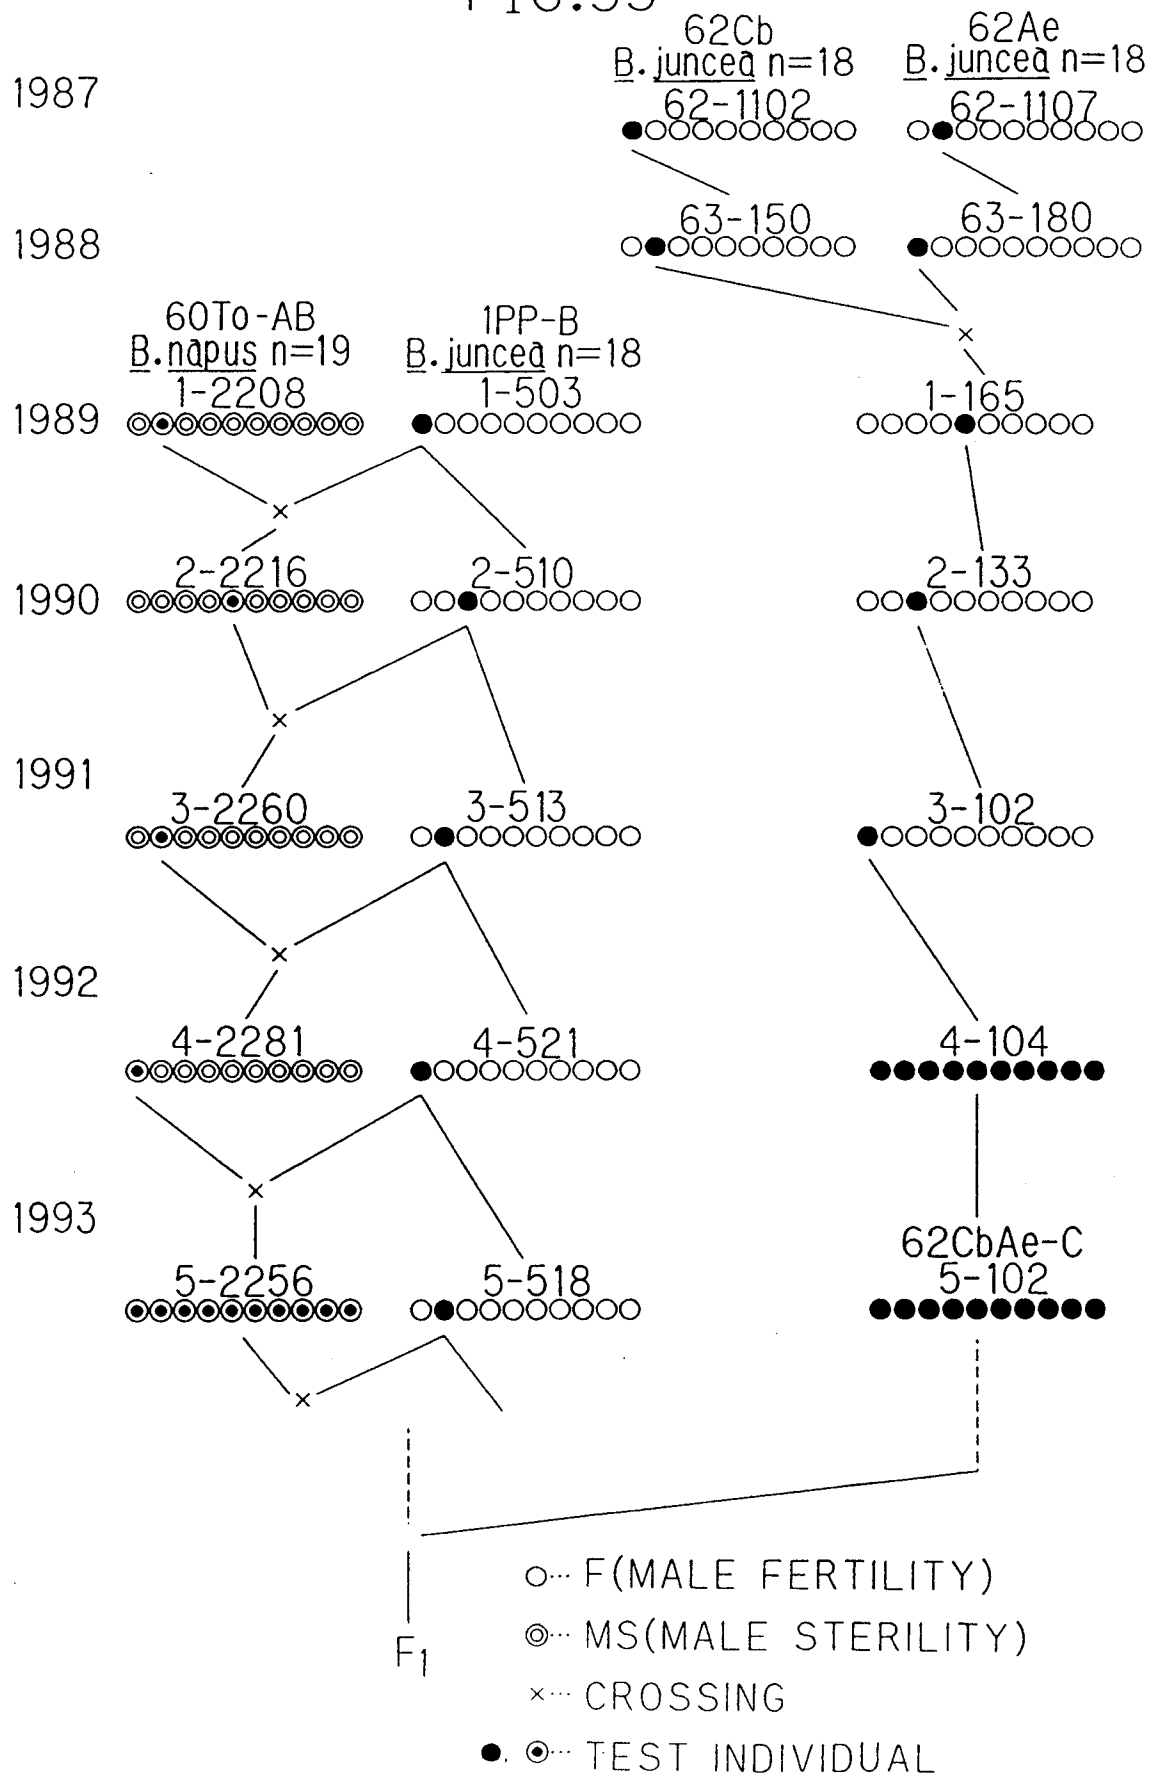 62Cb 62Ae
B. juncea n=18 B. juncea n=18
1987 62-1102 62-1107
1988 63-150 63-180
60To-AB 1PP-B
B. napus n=19 B. juncea n=18
1989 1-2208 1-503 1-165
1990 2-2216 2-510 2-133
1991
3-2260 3-513 3-102
1992
4-2281 4-521 4-104
1993
62CbAe-C
5-2256 5-518 5-102
F(MALE FERTILITY)
MS(MALE STERILITY)
F1
× CROSSING
TEST INDIVIDUAL